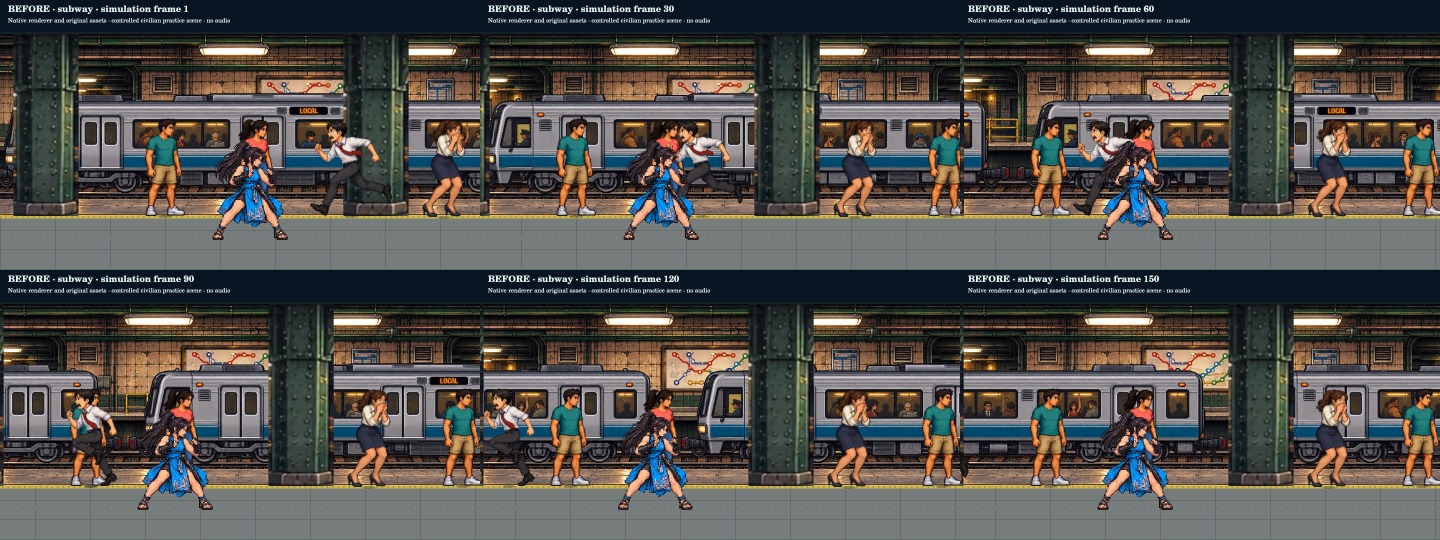 BEFORE · subway · simulation frame 1
Native renderer and original assets · controlled civilian practice scene · no audio
LOCAL
BEFORE · subway · simulation frame 30
Native renderer and original assets · controlled civilian practice scene · no audio
BEFORE · subway · simulation frame 60
Native renderer and original assets · controlled civilian practice scene · no audio
LOCAL
BEFORE · subway · simulation frame 90
Native renderer and original assets · controlled civilian practice scene · no audio
LOCAL
BEFORE · subway · simulation frame 120
Native renderer and original assets · controlled civilian practice scene · no audio
BEFORE · subway · simulation frame 150
Native renderer and original assets · controlled civilian practice scene · no audio